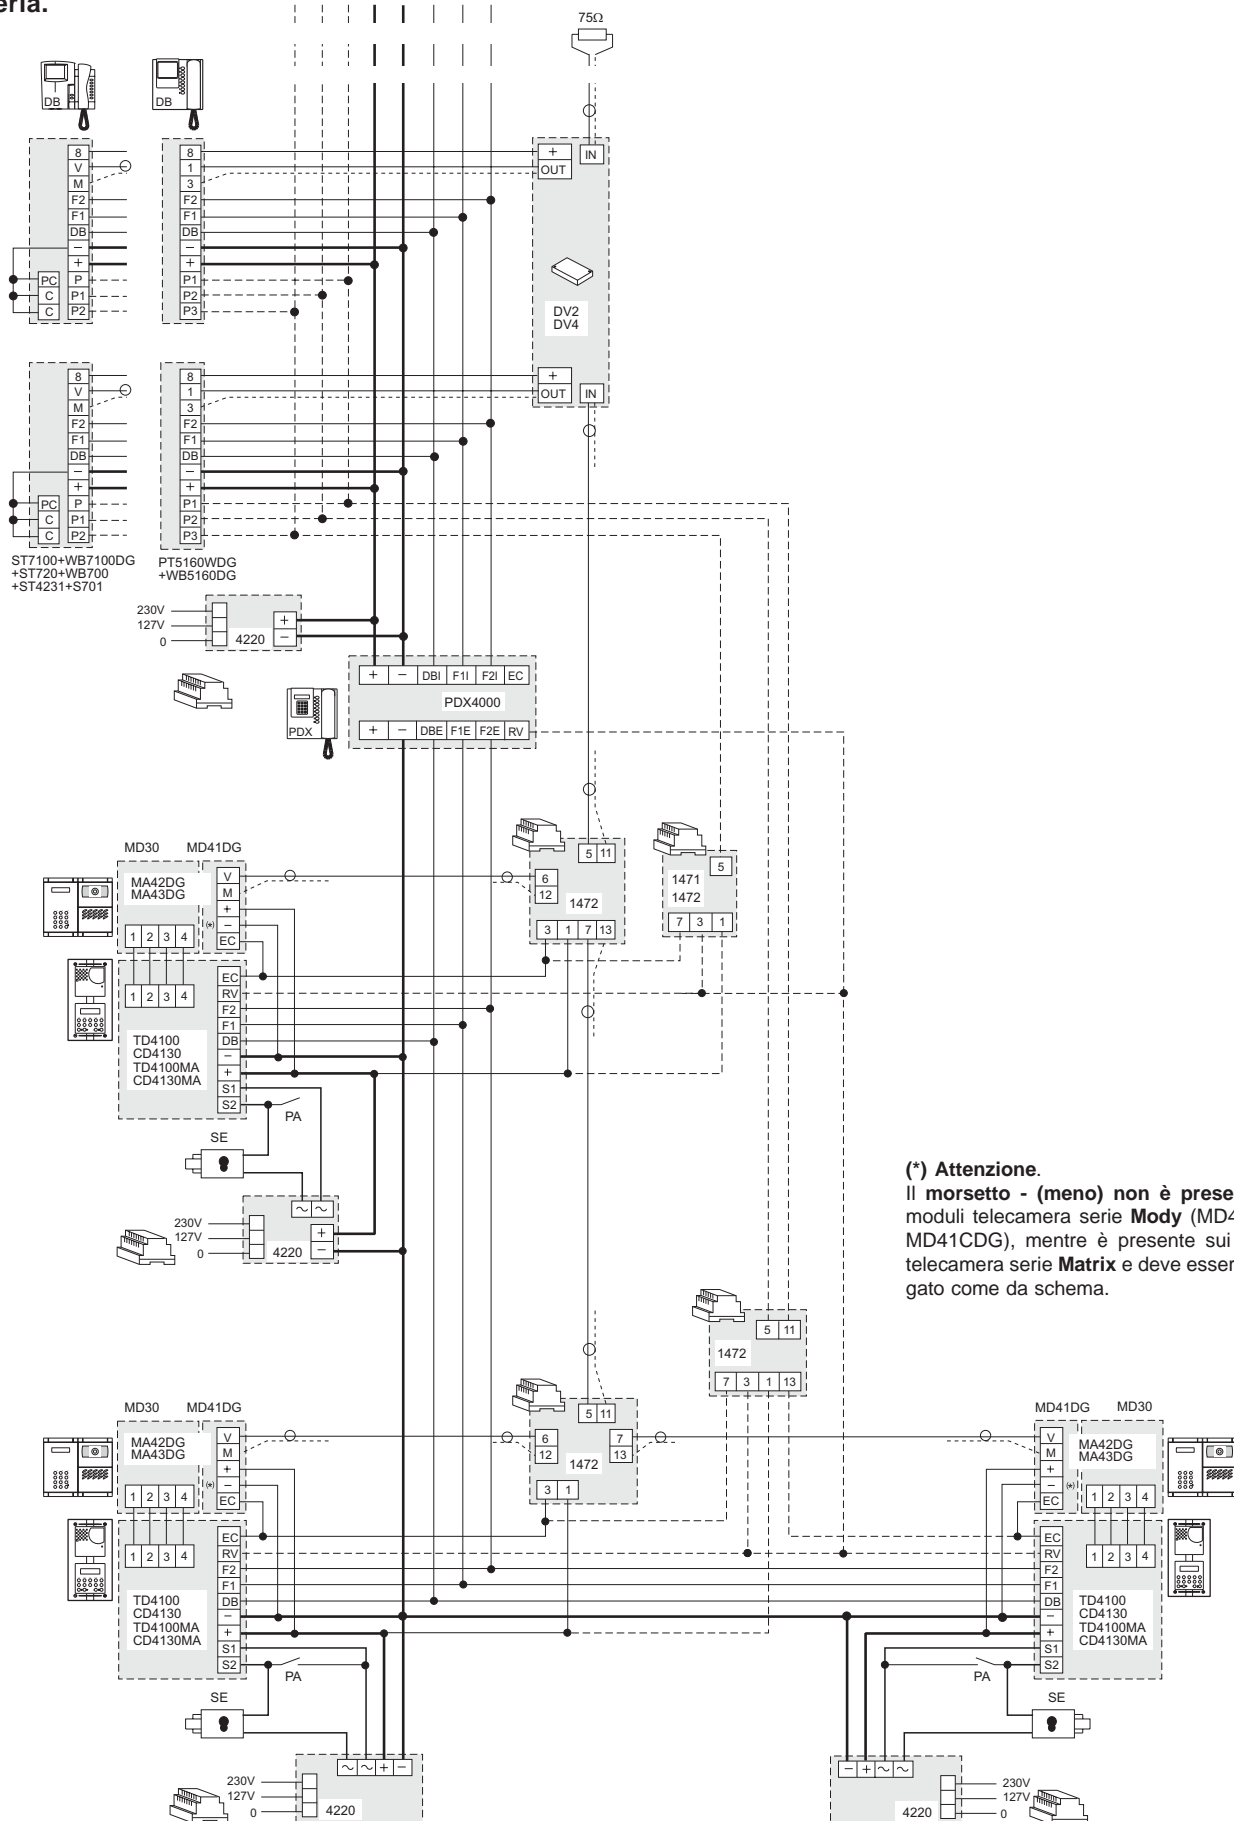 eria.
75Ω
DB
DB
8
V
M
F2
F1
DB
–
+
PC P
C P1
C P2
8
1
3
F2
F1
DB
–
+
P1
P2
P3
+ IN
OUT
DV2
DV4
+
OUT IN
8
V
M
F2
F1
DB
–
+
PC P
C P1
C P2
8
1
3
F2
F1
DB
–
+
P1
P2
P3
ST7100+WB7100DG
+ST720+WB700
+ST4231+S701
PT5160WDG
+WB5160DG
230V
127V
0
4220
+
–
+ – DBI F1I F2I EC
PDX4000
+ – DBE F1E F2E RV
PDX
MD30 MD41DG
MA42DG
MA43DG
V
M
+
(*) –
EC
1 2 3 4
1 2 3 4
EC
RV
F2
F1
DB
–
+
S1
S2
TD4100
CD4130
TD4100MA
CD4130MA
PA
SE
5 11
6
12
1472
3 1 7 13
5
1471
1472
7 3 1
230V
127V
0
4220
~ ~
+
–
(*) Attenzione.
Il morsetto - (meno) non è prese
moduli telecamera serie Mody (MD4
MD41CDG), mentre è presente sui
telecamera serie Matrix e deve esser
gato come da schema.
5 11
1472
7 3 1 13
5 11
6
12
7
13
1472
3 1
MD30 MD41DG
MA42DG
MA43DG
V
M
+
(*) –
EC
1 2 3 4
1 2 3 4
EC
RV
F2
F1
DB
–
+
S1
S2
TD4100
CD4130
TD4100MA
CD4130MA
PA
SE
~ ~ + –
230V
127V
0
4220
MD41DG MD30
V
M
+
– (*)
EC
MA42DG
MA43DG
1 2 3 4
1 2 3 4
EC
RV
F2
F1
DB
–
+
S1
S2
TD4100
CD4130
TD4100MA
CD4130MA
PA
SE
– + ~ ~
4220
230V
127V
0